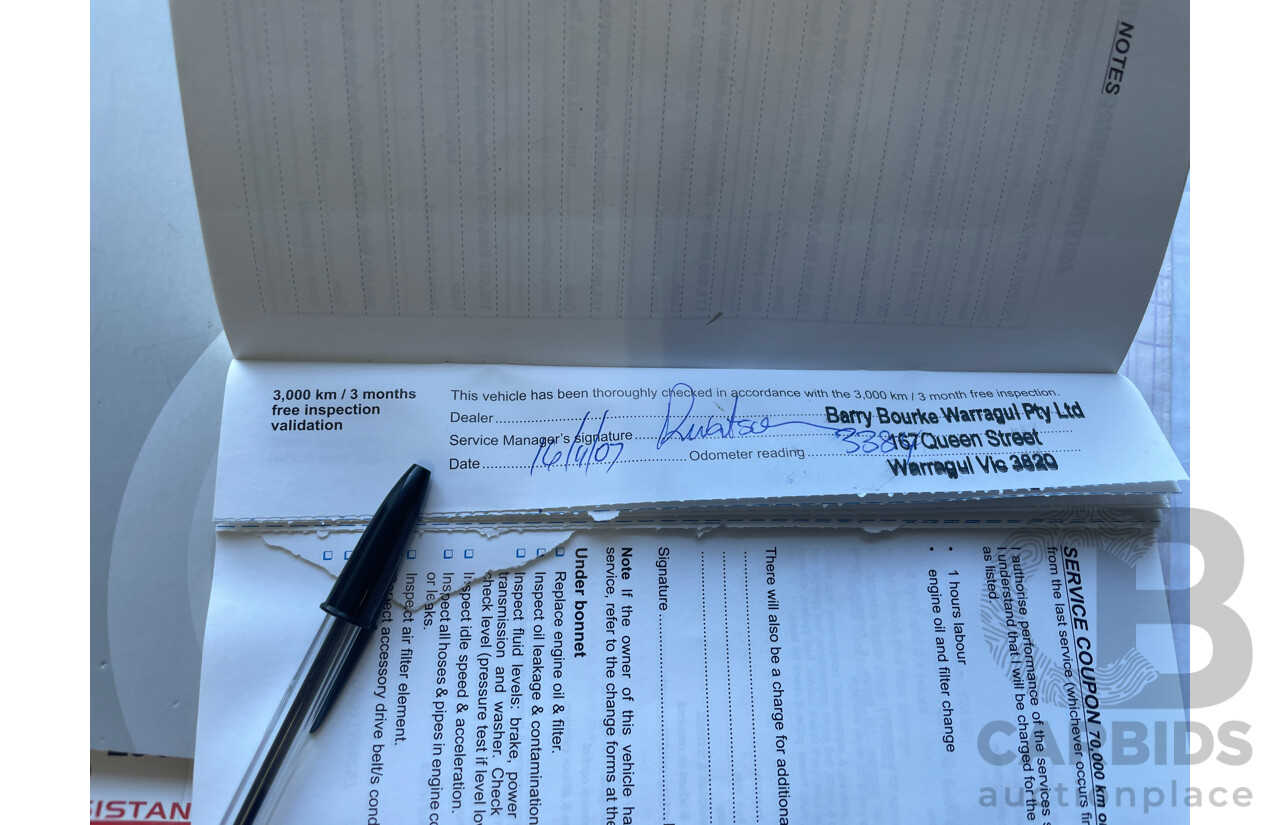 NOTES
3,000 km / 3 months
free inspection
validation
This vehicle has been thoroughly checked in accordance with the 3,000 km / 3 month free inspection.
Dealer
Barry Bourke Warragul Pty Ltd
Service Manager's signature
167 Queen Street
Date
Odometer reading
Warragul Vic 3820
SERVICE COUPON 70,000 km
from the last service (whichever occurs
I authorise performance of the services
I understand that I will be charged for the
as listed
• 1 hours labour
• engine oil and filter change
There will also be a charge for
Signature
Note If the owner of this vehicle
service, refer to the change forms at the
Under bonnet
Replace engine oil & filter.
Inspect oil leakage & contamination
Inspect fluid levels: brake, power
transmission and washer. Check
check level (pressure test if level
Inspect idle speed & acceleration.
Inspect all hoses & pipes in engine
or leaks.
Inspect air filter element.
accessory drive belt/s
ISTAN
CARBIDS
auctionplace